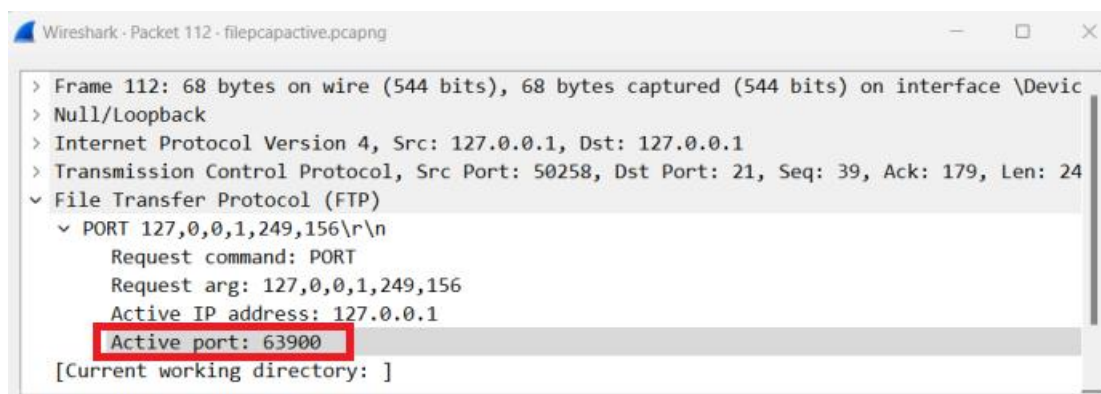 Wireshark · Packet 112 · filepcapactive.pcapng
> Frame 112: 68 bytes on wire (544 bits), 68 bytes captured (544 bits) on interface \Devic
> Null/Loopback
> Internet Protocol Version 4, Src: 127.0.0.1, Dst: 127.0.0.1
> Transmission Control Protocol, Src Port: 50258, Dst Port: 21, Seq: 39, Ack: 179, Len: 24
File Transfer Protocol (FTP)
PORT 127,0,0,1,249,156\r\n
Request command: PORT
Request arg: 127,0,0,1,249,156
Active IP address: 127.0.0.1
Active port: 63900
[Current working directory: ]